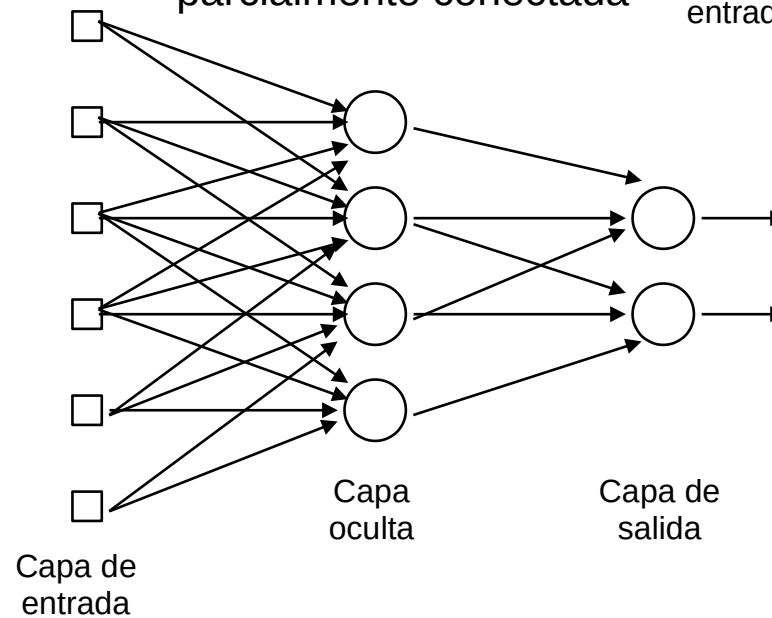 parcialmente conectada
Capa
oculta
Capa de
salida
Capa de
entrada